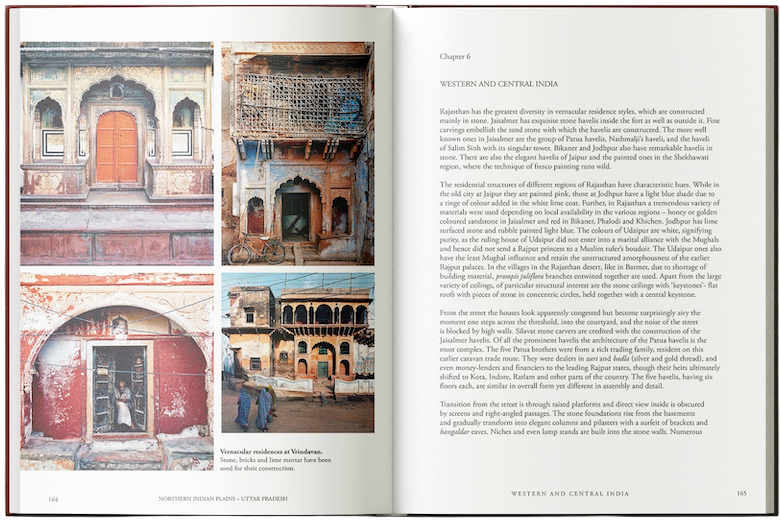 Vernacular residences at Vrindavan.
Stone, bricks and lime mortar have been
used for their construction.
164
NORTHERN INDIAN PLAINS – UTTAR PRADESH
Chapter 6
WESTERN AND CENTRAL INDIA
Rajasthan has the greatest diversity in vernacular residence styles, which are constructed
mainly in stone. Jaisalmer has exquisite stone havelis inside the fort as well as outside it. Fine
carvings embellish the sand stone with which the havelis are constructed. The more well
known ones in Jaisalmer are the group of Patua havelis, Nathmalji's haveli, and the haveli
of Salim Sinh with its singular tower. Bikaner and Jodhpur also have remarkable havelis in
stone. There are also the elegant havelis of Jaipur and the painted ones in the Shekhawati
region, where the technique of fresco painting runs wild.
The residential structures of different regions of Rajasthan have characteristic hues. While in
the old city at Jaipur they are painted pink, those at Jodhpur have a light blue shade due to
a tinge of colour added in the white lime coat. Further, in Rajasthan a tremendous variety of
materials were used depending on local availability in the various regions – honey or golden
coloured sandstone in Jaisalmer and red in Bikaner, Phalodi and Khichen. Jodhpur has lime
surfaced stone and rubble painted light blue. The colours of Udaipur are white, signifying
purity, as the ruling house of Udaipur did not enter into a marital alliance with the Mughals
and hence did not send a Rajput princess to a Muslim ruler's boudoir. The Udaipur ones also
have the least Mughal influence and retain the unstructured amorphousness of the earlier
Rajput palaces. In the villages in the Rajasthan desert, like in Barmer, due to shortage of
building material, prosopis juliflora branches entwined together are used. Apart from the large
variety of ceilings, of particular structural interest are the stone ceilings with 'keystones'- flat
roofs with pieces of stone in concentric circles, held together with a central keystone.
From the street the houses look apparently congested but become surprisingly airy the
moment one steps across the threshold, into the courtyard, and the noise of the street
is blocked by high walls. Silavat stone carvers are credited with the construction of the
Jaisalmer havelis. Of all the prominent havelis the architecture of the Patua havelis is the
most complex. The five Patua brothers were from a rich trading family, resident on this
earlier caravan trade route. They were dealers in zari and badla (silver and gold thread), and
even money-lenders and financiers to the leading Rajput states, though their heirs ultimately
shifted to Kota, Indore, Ratlam and other parts of the country. The five havelis, having six
floors each, are similar in overall form yet different in assembly and detail.
Transition from the street is through raised platforms and direct view inside is obscured
by screens and right-angled passages. The stone foundations rise from the basements
and gradually transform into elegant columns and pilasters with a surfeit of brackets and
bangaldar eaves. Niches and even lamp stands are built into the stone walls. Numerous
WESTERN AND CENTRAL INDIA
165